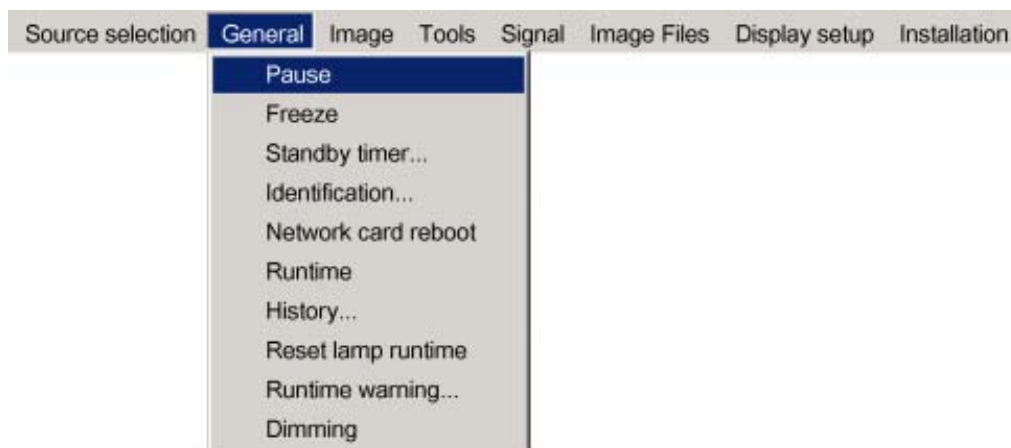 Source selection General Image Tools Signal Image Files Display setup Installation
Pause
Freeze
Standby timer...
Identification...
Network card reboot
Runtime
History...
Reset lamp runtime
Runtime warning...
Dimming